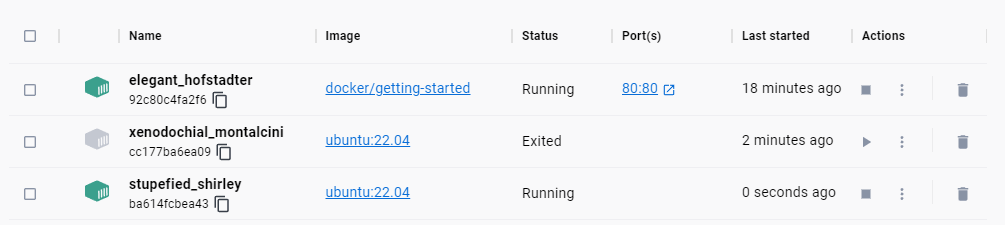 Name Image Status Port(s) Last started Actions
elegant_hofstadter docker/getting-started Running 80:80 18 minutes ago
92c80c4fa2f6
xenodochial_montalcini ubuntu:22.04 Exited 2 minutes ago
cc177ba6ea09
stupefied_shirley ubuntu:22.04 Running 0 seconds ago
ba614fcbea43